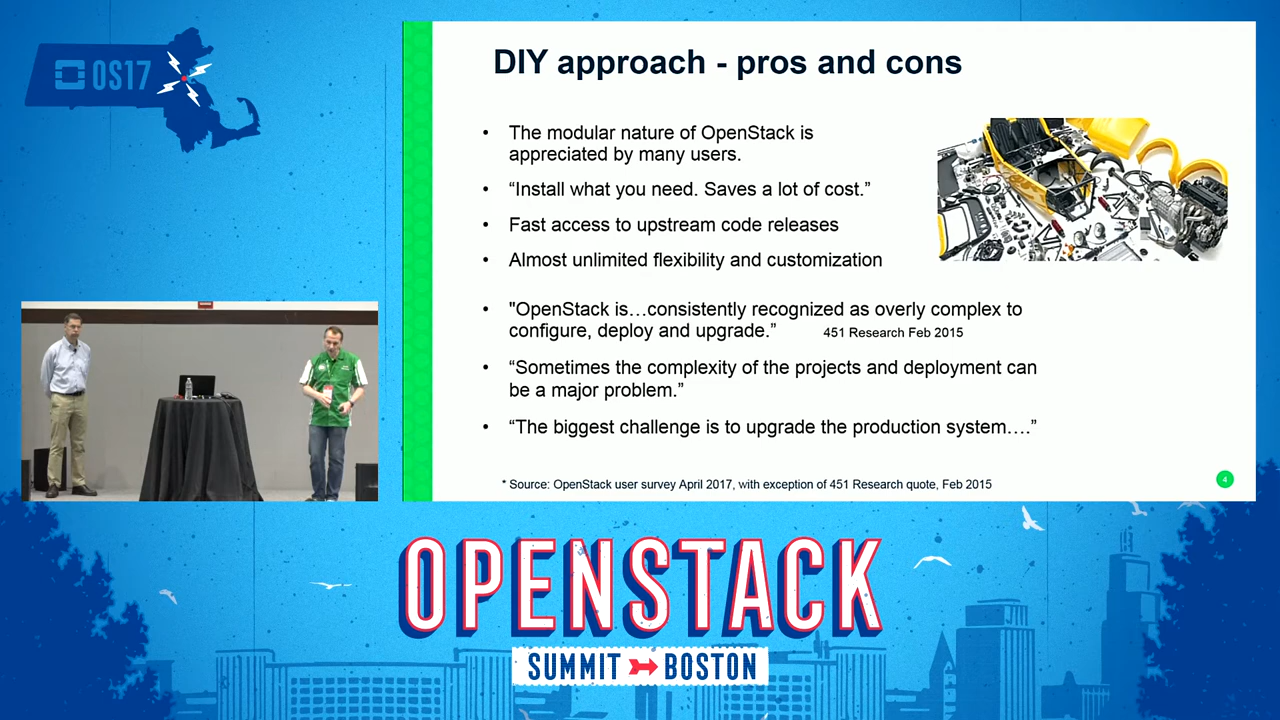 OS17
DIY approach - pros and cons
• The modular nature of OpenStack is
appreciated by many users.
• “Install what you need. Saves a lot of cost.”
• Fast access to upstream code releases
• Almost unlimited flexibility and customization
• "OpenStack is…consistently recognized as overly complex to
configure, deploy and upgrade.” 451 Research Feb 2015
• “Sometimes the complexity of the projects and deployment can
be a major problem.”
• “The biggest challenge is to upgrade the production system….”
* Source: OpenStack user survey April 2017, with exception of 451 Research quote, Feb 2015
4
OPENSTACK
SUMMIT BOSTON